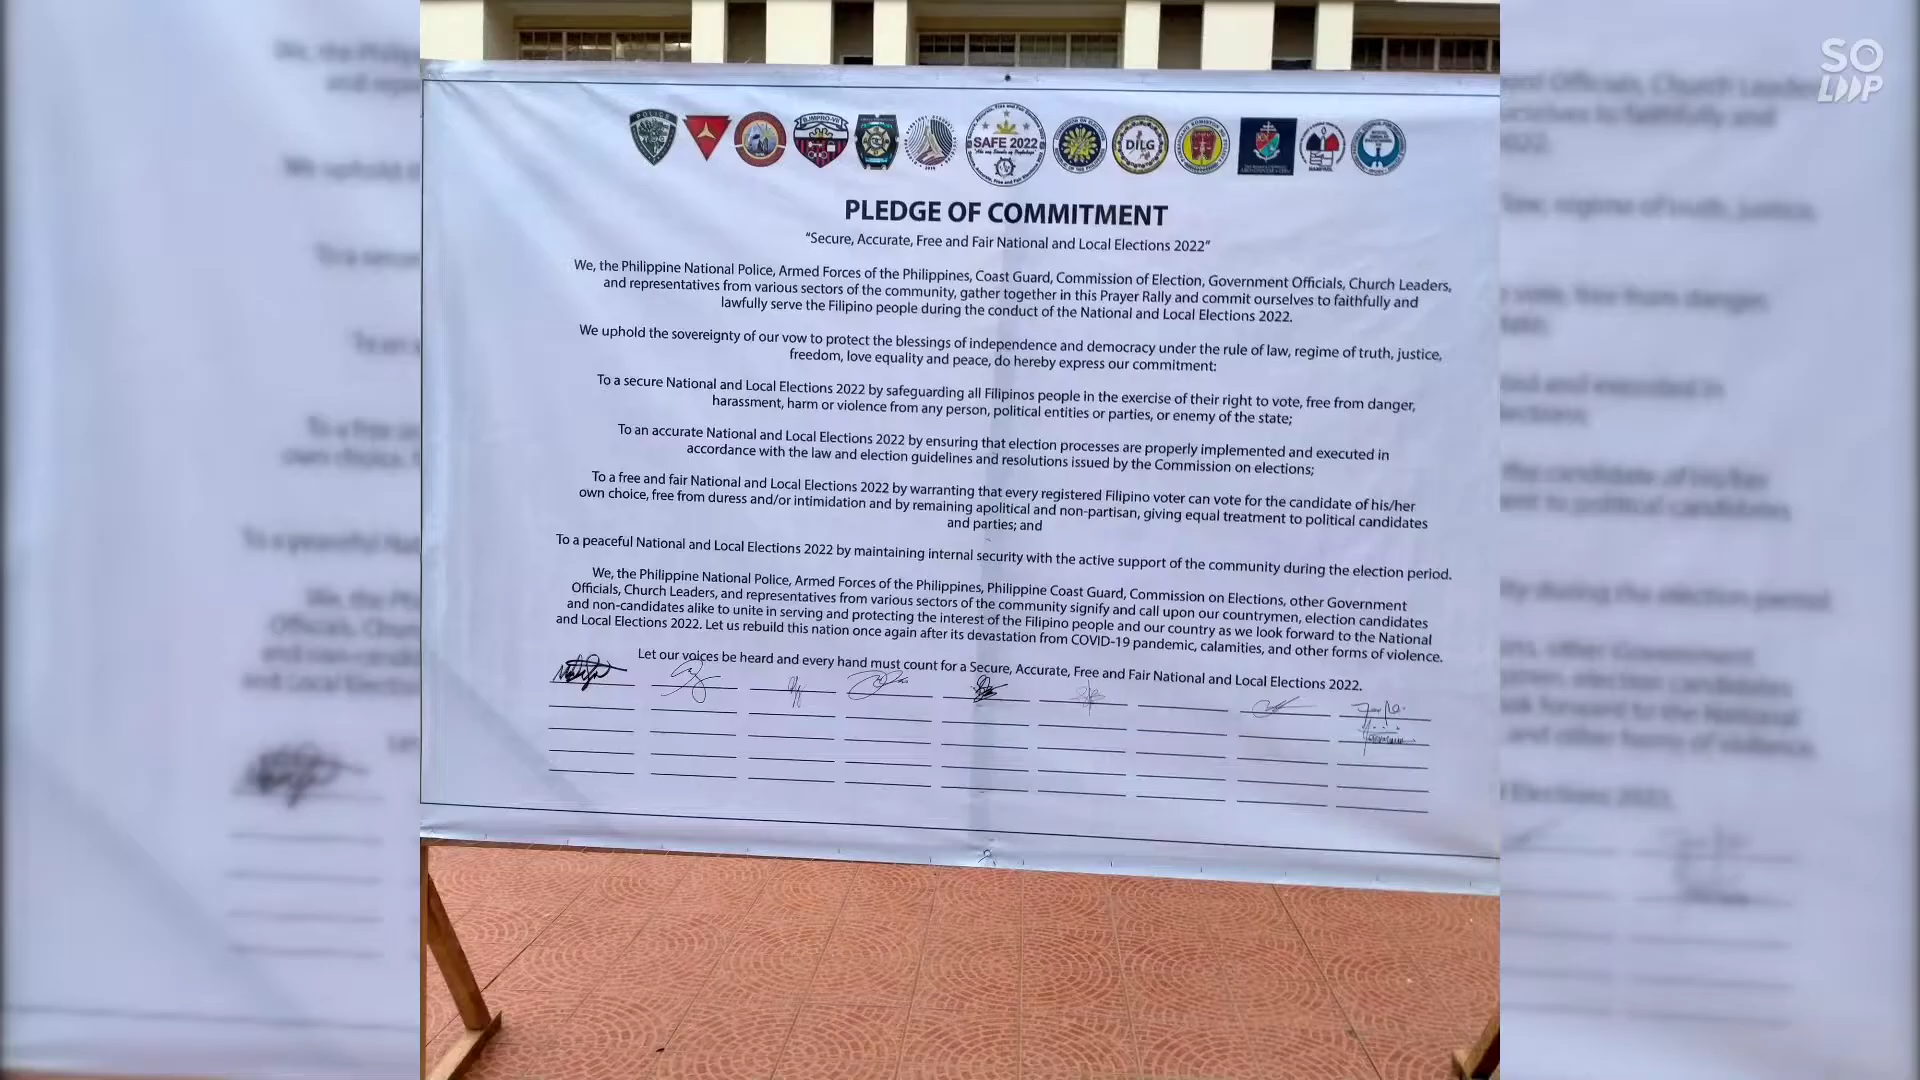 SO
LOOP
POLICE
BJMPRO-VII
SAFE 2022
DILG
NAMFREL
PLEDGE OF COMMITMENT
“Secure, Accurate, Free and Fair National and Local Elections 2022”
We, the Philippine National Police, Armed Forces of the Philippines, Coast Guard, Commission of Election, Government Officials, Church Leaders,
and representatives from various sectors of the community, gather together in this Prayer Rally and commit ourselves to faithfully and
lawfully serve the Filipino people during the conduct of the National and Local Elections 2022.
We uphold the sovereignty of our vow to protect the blessings of independence and democracy under the rule of law, regime of truth, justice,
freedom, love equality and peace, do hereby express our commitment:
To a secure National and Local Elections 2022 by safeguarding all Filipinos people in the exercise of their right to vote, free from danger,
harassment, harm or violence from any person, political entities or parties, or enemy of the state;
To an accurate National and Local Elections 2022 by ensuring that election processes are properly implemented and executed in
accordance with the law and election guidelines and resolutions issued by the Commission on elections;
To a free and fair National and Local Elections 2022 by warranting that every registered Filipino voter can vote for the candidate of his/her
own choice, free from duress and/or intimidation and by remaining apolitical and non-partisan, giving equal treatment to political candidates
and parties; and
To a peaceful National and Local Elections 2022 by maintaining internal security with the active support of the community during the election period.
We, the Philippine National Police, Armed Forces of the Philippines, Philippine Coast Guard, Commission on Elections, other Government
Officials, Church Leaders, and representatives from various sectors of the community signify and call upon our countrymen, election candidates
and non-candidates alike to unite in serving and protecting the interest of the Filipino people and our country as we look forward to the National
and Local Elections 2022. Let us rebuild this nation once again after its devastation from COVID-19 pandemic, calamities, and other forms of violence.
Let our voices be heard and every hand must count for a Secure, Accurate, Free and Fair National and Local Elections 2022.